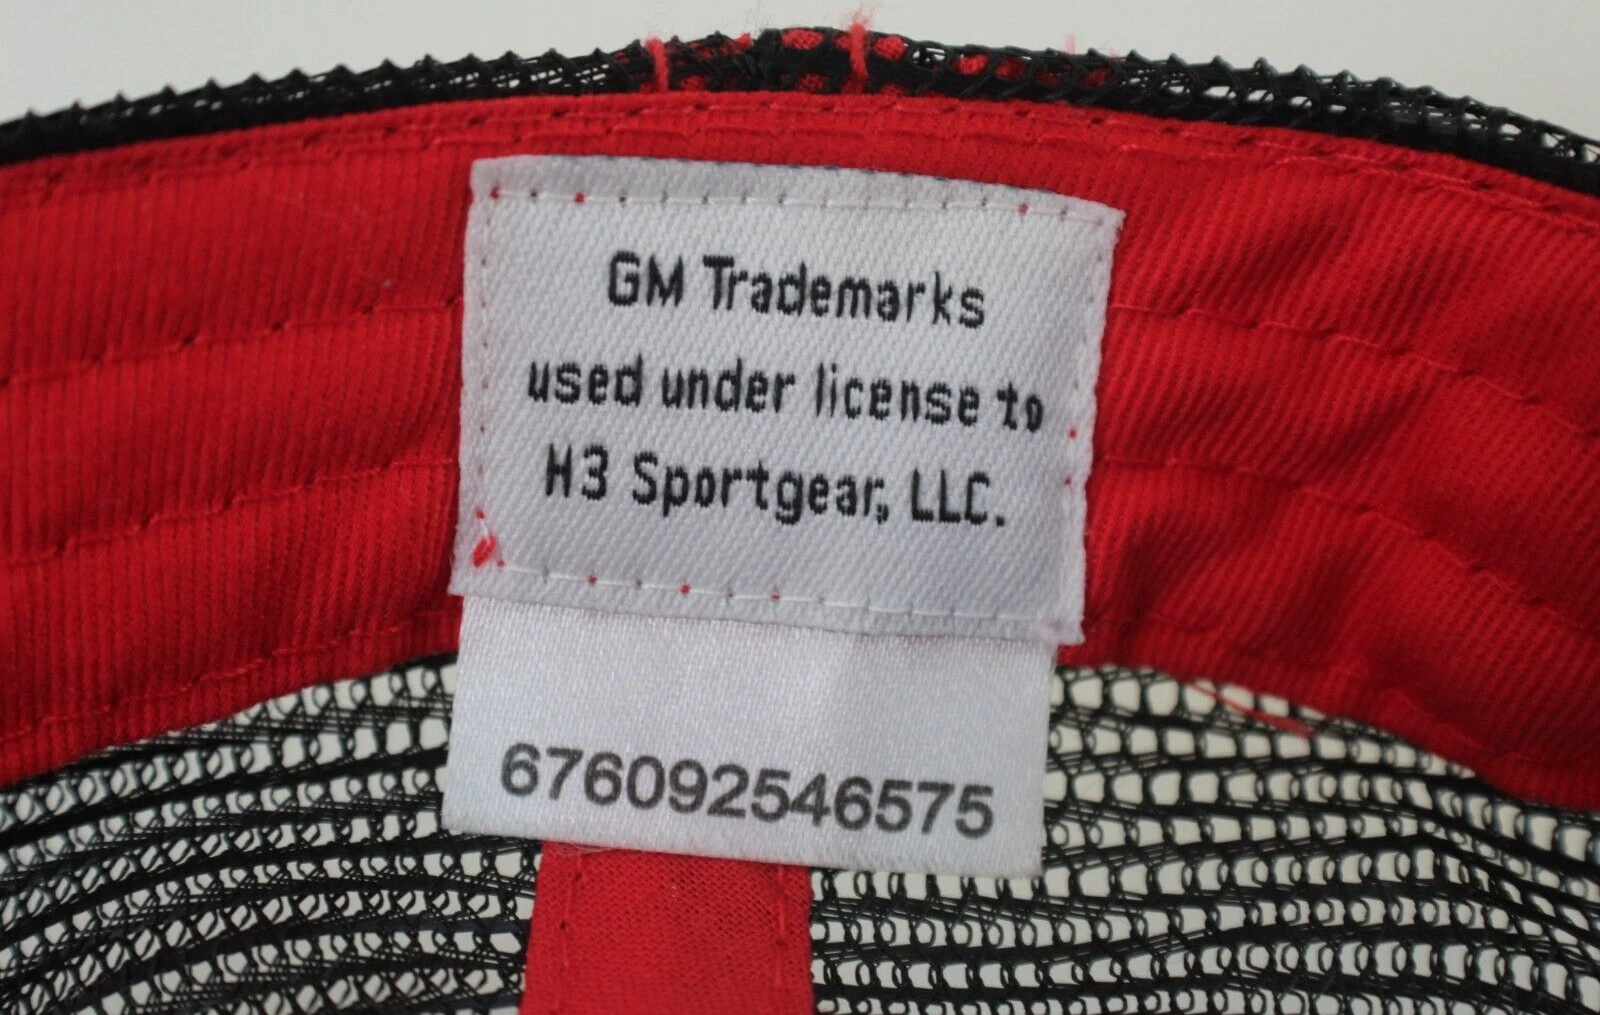 GM Trademarks
used under license to
H3 Sportgear, LLC.
676092546575